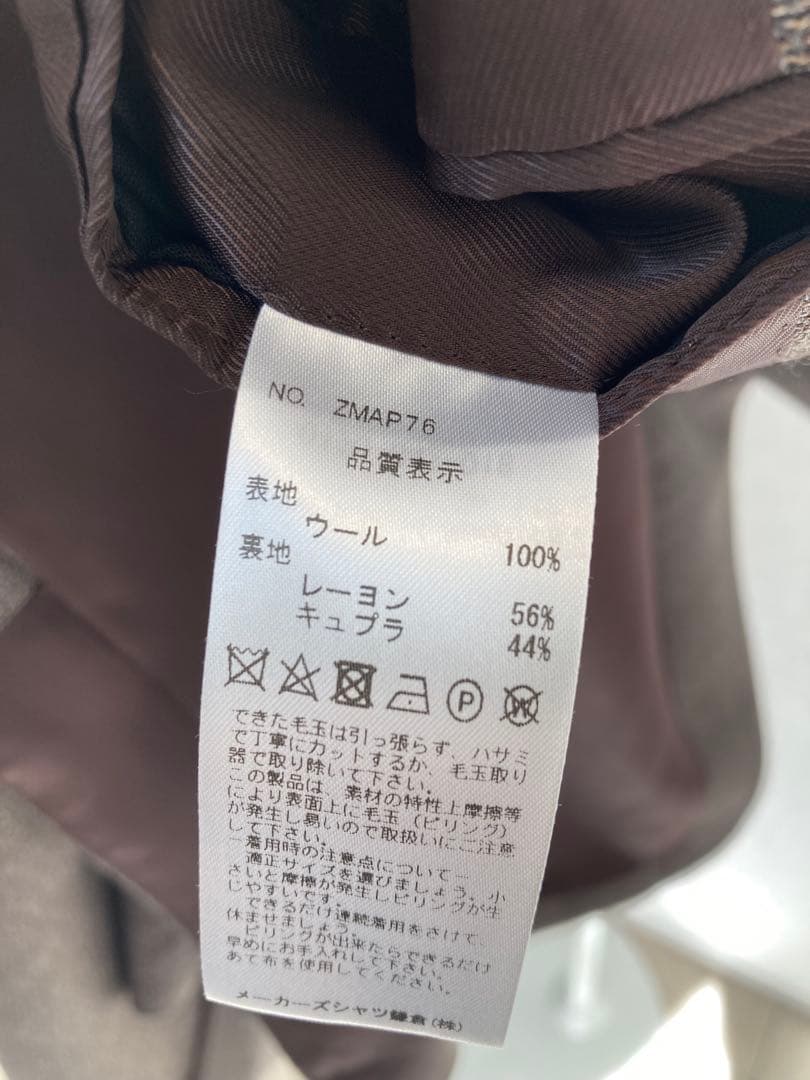 NO. ZMAP76
品質表示
表地
ウール 100%
裏地
レーヨン 56%
キュプラ 44%
P W
できた毛玉は引っ張らず、ハサミ
で丁寧にカットするか、毛玉取り
器で取り除いて下さい。
この製品は、素材の特性上摩擦等
により表面上に毛玉(ピリング)
が発生し易いので取扱いにご注意
して下さい。
ー着用時の注意点についてー
適正サイズを選びましょう。小
さいと摩擦が発生しピリングが生
じやすいです。
できるだけ連続着用をさけて、
休ませましょう。
ピリングが出来たらできるだけ
早めにお手入れして下さい。
あて布を使用してください。
メーカーズシャツ鎌倉(株)